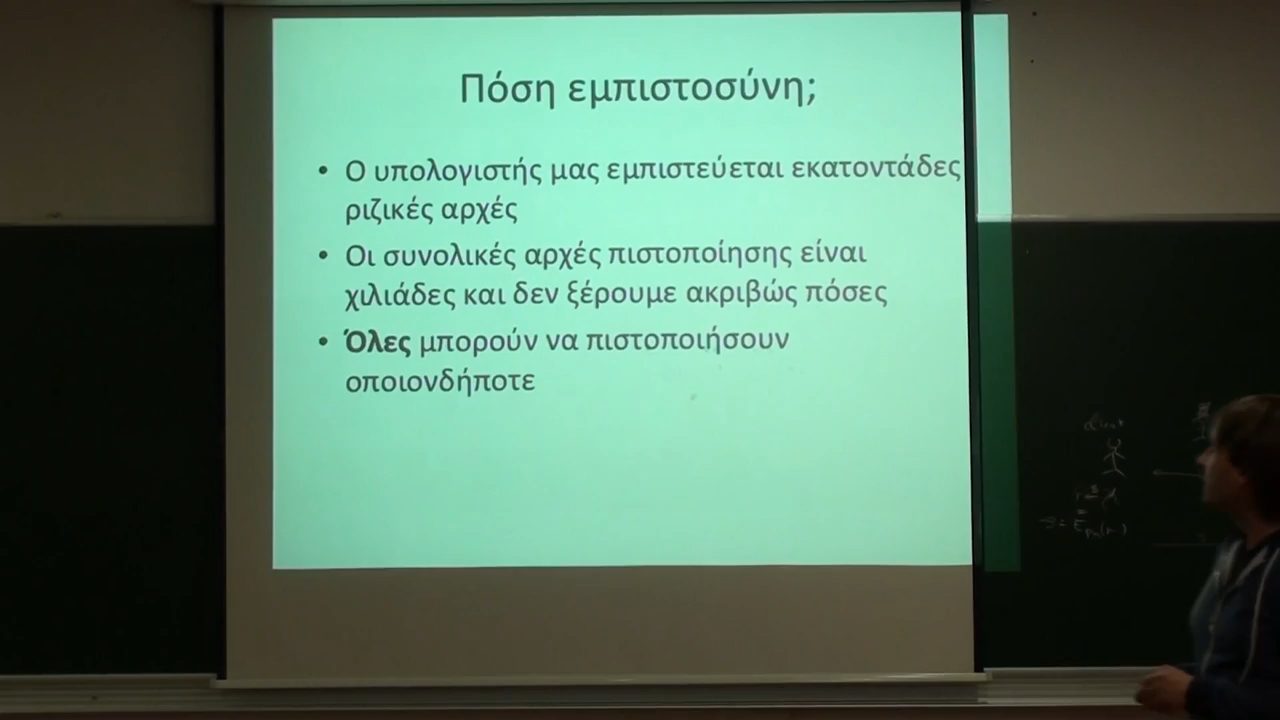 Πόση εμπιστοσύνη;
• Ο υπολογιστής μας εμπιστεύεται εκατοντάδες
ριζικές αρχές
• Οι συνολικές αρχές πιστοποίησης είναι
χιλιάδες και δεν ξέρουμε ακριβώς πόσες
• Όλες μπορούν να πιστοποιήσουν
οποιονδήποτε